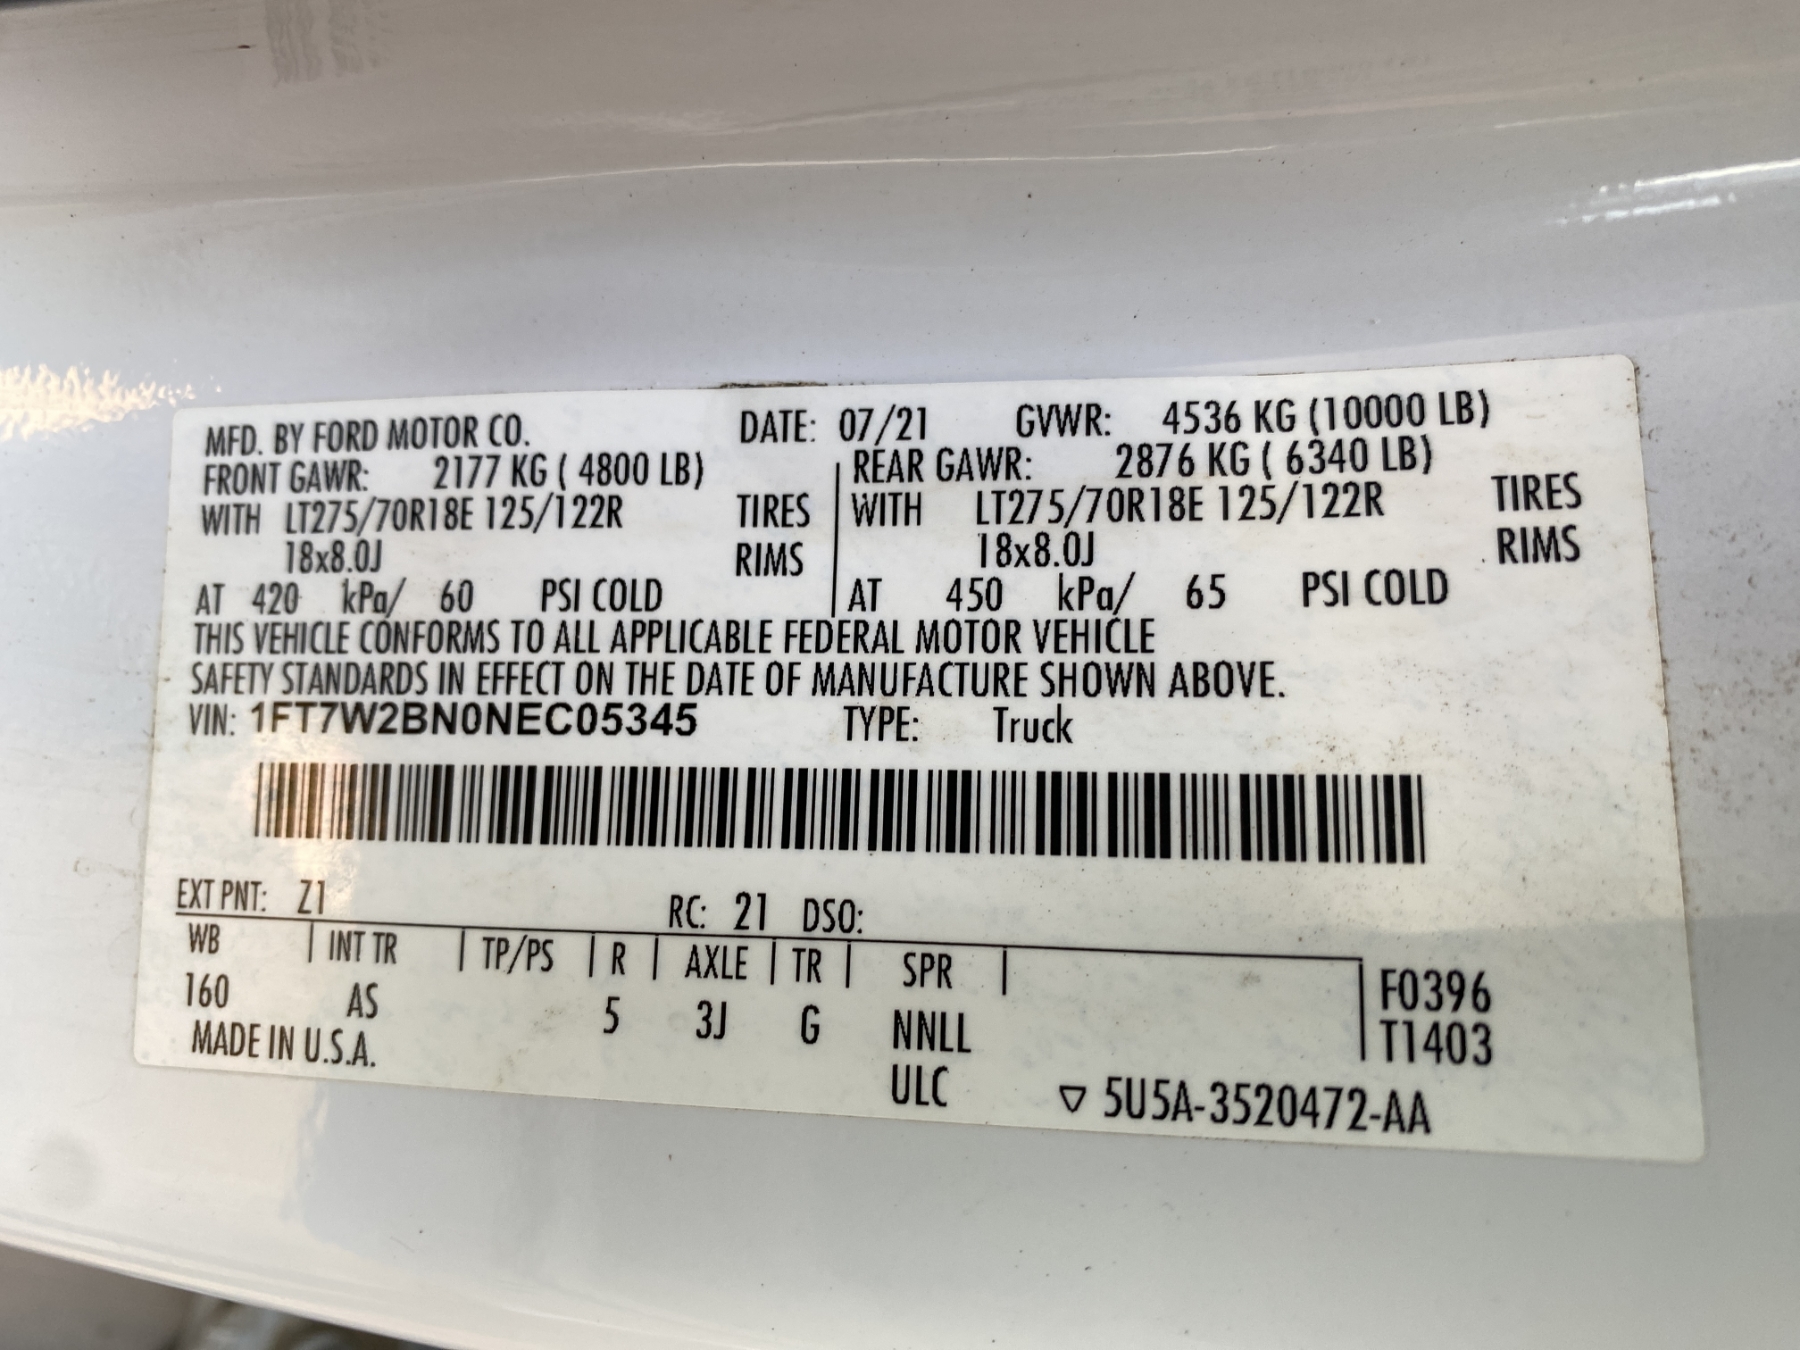 MFD. BY FORD MOTOR CO. DATE: 07/21 GVWR: 4536 KG (10000 LB)
FRONT GAWR: 2177 KG ( 4800 LB) REAR GAWR: 2876 KG ( 6340 LB)
WITH LT275/70R18E 125/122R TIRES WITH LT275/70R18E 125/122R TIRES
18x8.0J RIMS 18x8.0J RIMS
AT 420 kPa/ 60 PSI COLD AT 450 kPa/ 65 PSI COLD
THIS VEHICLE CONFORMS TO ALL APPLICABLE FEDERAL MOTOR VEHICLE
SAFETY STANDARDS IN EFFECT ON THE DATE OF MANUFACTURE SHOWN ABOVE.
VIN: 1FT7W2BN0NEC05345 TYPE: Truck
EXT PNT: Z1 RC: 21 DSO:
WB | INT TR | TP/PS | R | AXLE | TR | SPR | F0396
160 AS 5 3J G NNLL T1403
MADE IN U.S.A. ULC ▽ 5U5A-3520472-AA